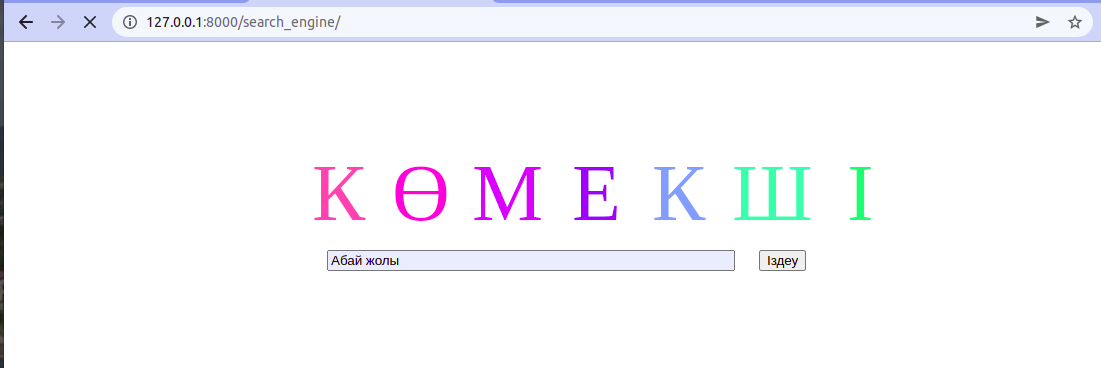 127.0.0.1:8000/search_engine/
К Ө М Е К Ш І
Абай жолы Іздеу